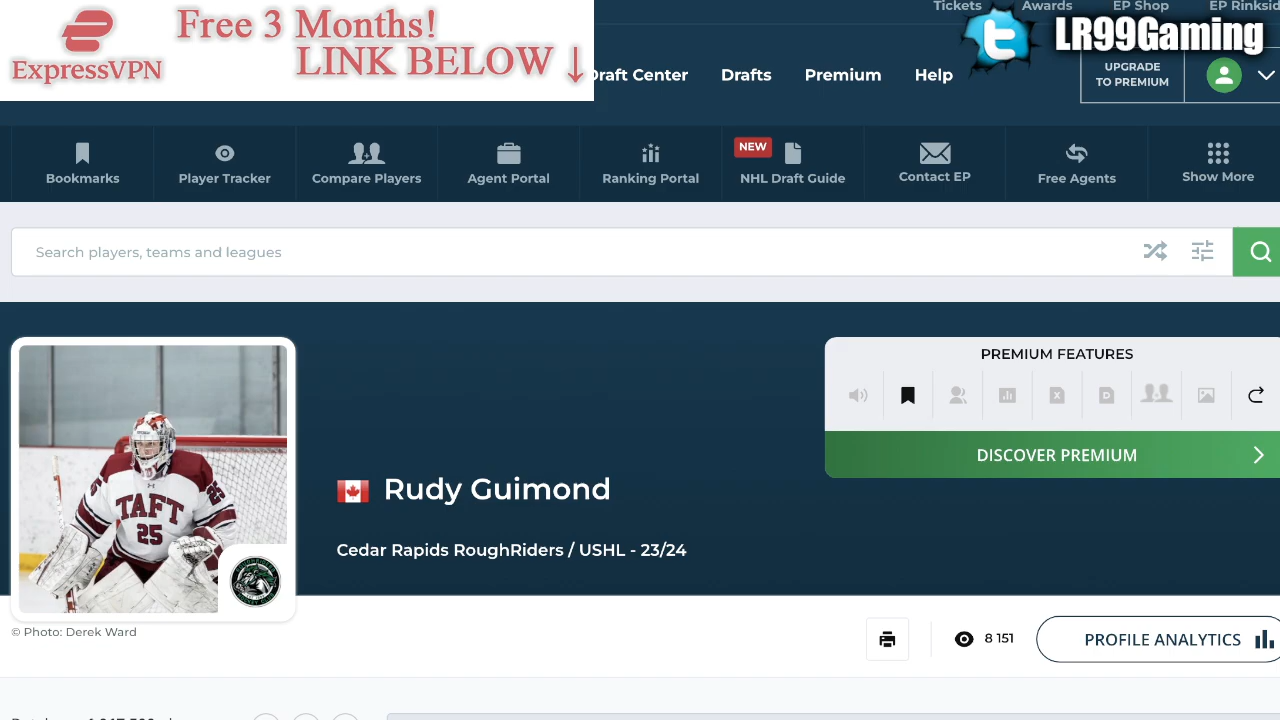 Free 3 Months!
LINK BELOW ↓
ExpressVPN
Tickets Awards EP Shop EP Rinksid
LR99Gaming
Draft Center Drafts Premium Help
UPGRADE
TO PREMIUM
NEW
Bookmarks Player Tracker Compare Players Agent Portal Ranking Portal NHL Draft Guide Contact EP Free Agents Show More
Search players, teams and leagues
PREMIUM FEATURES
DISCOVER PREMIUM
Rudy Guimond
Cedar Rapids RoughRiders / USHL - 23/24
TAFT
25
25
© Photo: Derek Ward
8 151
PROFILE ANALYTICS